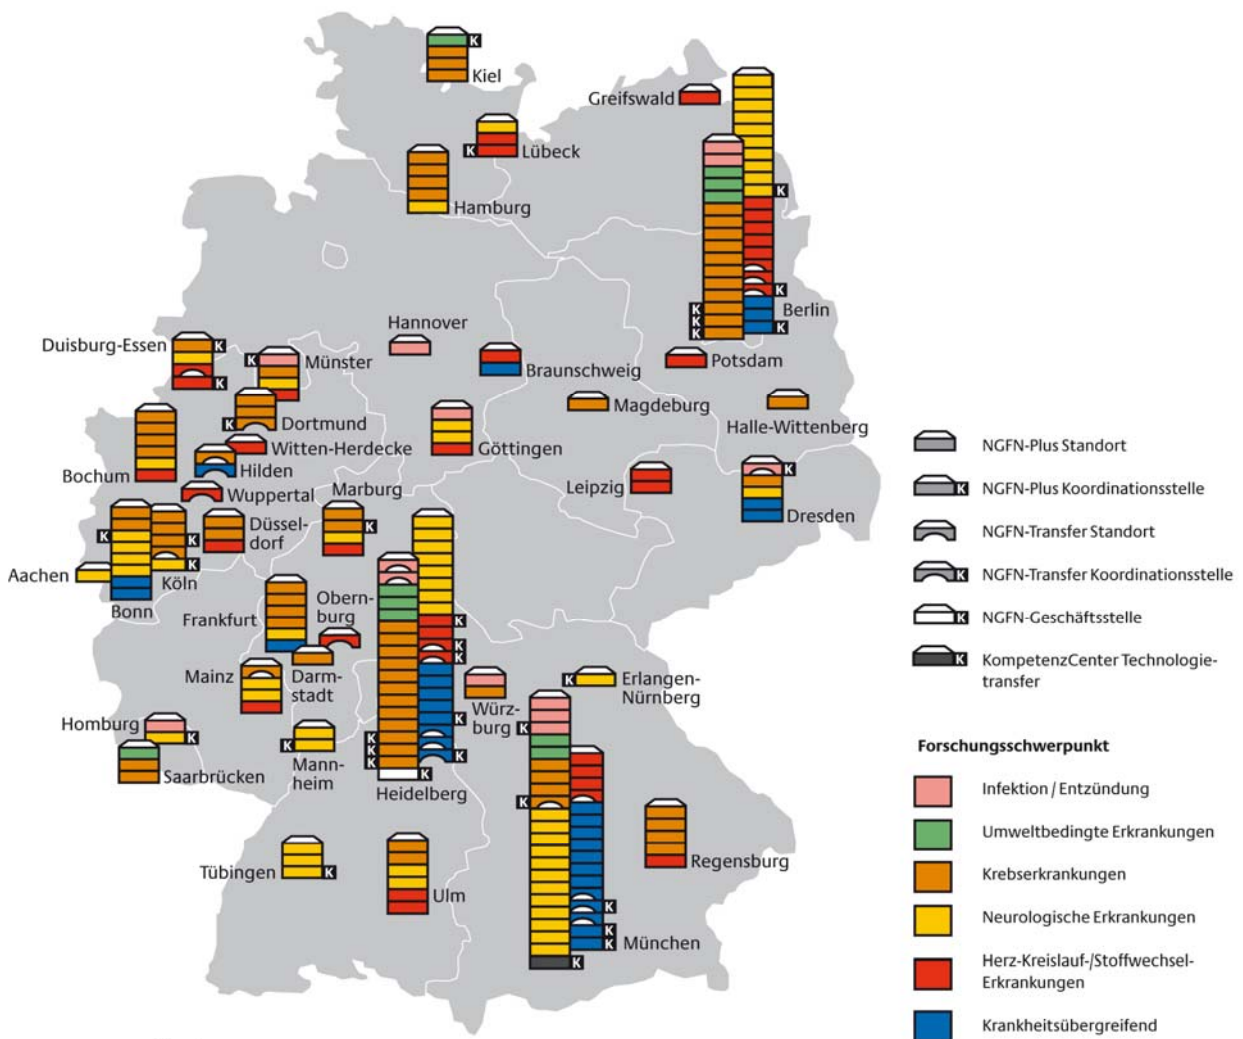 Kiel
K
Greifswald
K
Lübeck
Hamburg
K
Hannover
Duisburg-Essen
K
K
Münster
K
K
K
K
K
K
Berlin
Braunschweig
Potsdam
Dortmund
K
Magdeburg
Halle-Wittenberg
Witten-Herdecke
Göttingen
Bochum
Hilden
Wuppertal
Marburg
Leipzig
K
Dresden
K
Düssel-
dorf
K
K
K
Aachen
Köln
Bonn
Frankfurt
Obern-
burg
K
K
K
Mainz
Darm-
stadt
Würz-
burg
K
Erlangen-
Nürnberg
Homburg
K
Saarbrücken
K
Mann-
heim
K
K
K
K
K
K
Heidelberg
K
K
Tübingen
K
Ulm
Regensburg
K
K
K
München
K
NGFN-Plus Standort
K
NGFN-Plus Koordinationsstelle
NGFN-Transfer Standort
K
NGFN-Transfer Koordinationsstelle
K
NGFN-Geschäftsstelle
K
KompetenzCenter Technologie-
transfer
Forschungsschwerpunkt
Infektion / Entzündung
Umweltbedingte Erkrankungen
Krebserkrankungen
Neurologische Erkrankungen
Herz-Kreislauf-/Stoffwechsel-
Erkrankungen
Krankheitsübergreifend